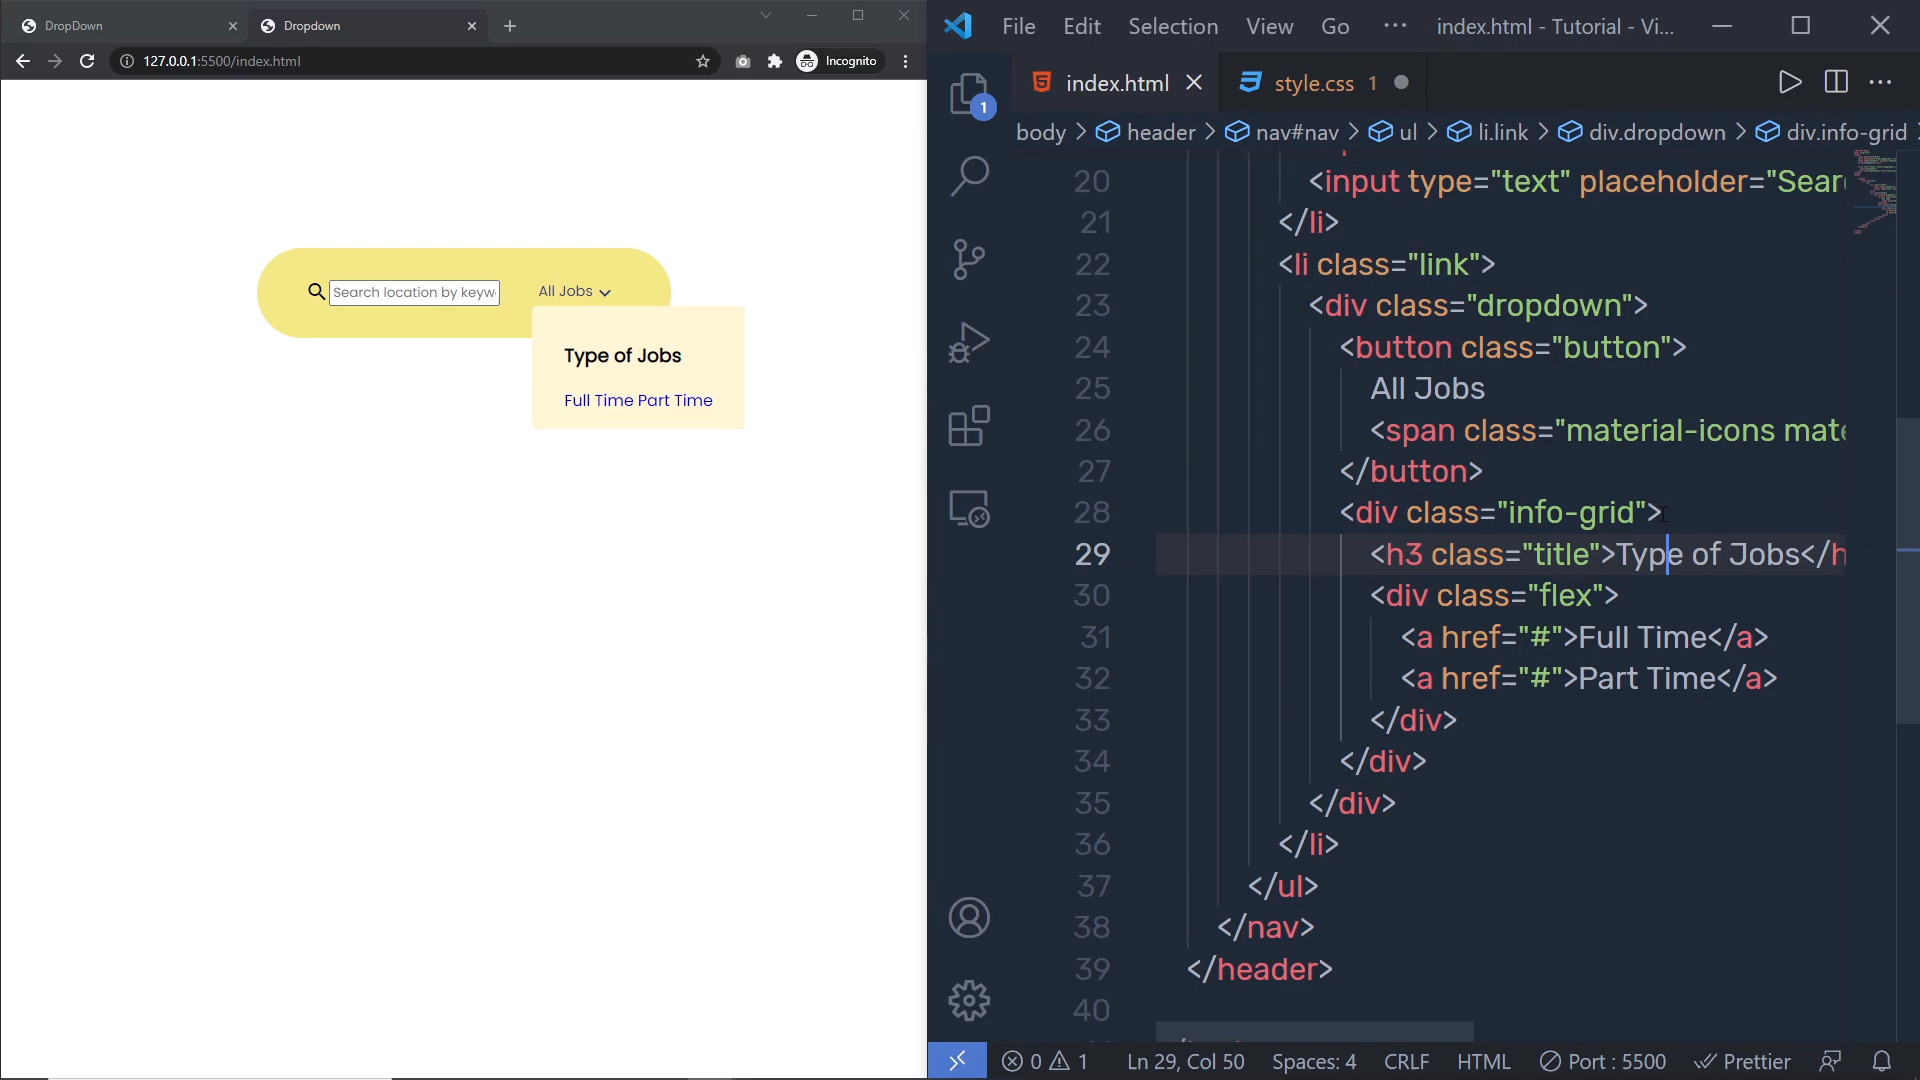 DropDown
Dropdown
127.0.0.1:5500/index.html
Incognito
Search location by keyw
All Jobs
Type of Jobs
Full Time Part Time
File Edit Selection View Go ··· index.html - Tutorial - Vi...
index.html style.css 1
body > header > nav#nav > ul > li.link > div.dropdown > div.info-grid
1
20 <input type="text" placeholder="Sear
21 </li>
22 <li class="link">
23 <div class="dropdown">
24 <button class="button">
25 All Jobs
26 <span class="material-icons mate
27 </button>
28 <div class="info-grid">
29 <h3 class="title">Type of Jobs</h
30 <div class="flex">
31 <a href="#">Full Time</a>
32 <a href="#">Part Time</a>
33 </div>
34 </div>
35 </div>
36 </li>
37 </ul>
38 </nav>
39 </header>
40
0 1 Ln 29, Col 50 Spaces: 4 CRLF HTML Port : 5500 Prettier